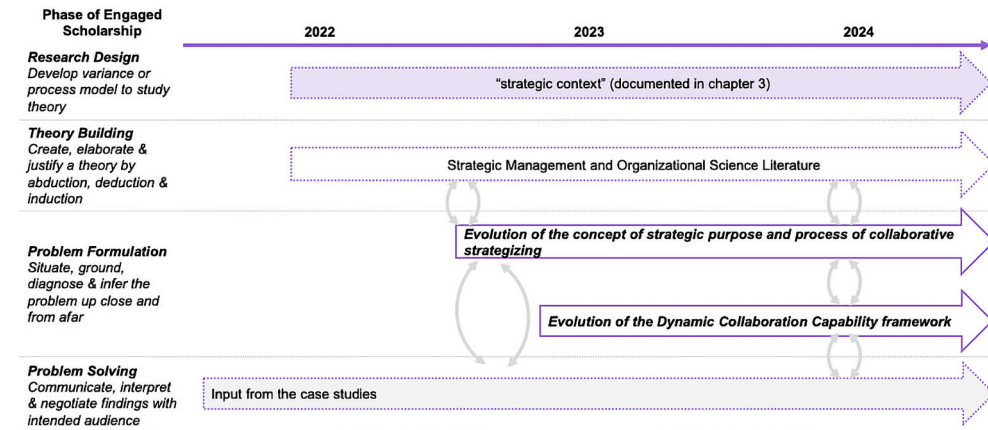 Phase of Engaged
Scholarship
2022
2023
2024
Research Design
Develop variance or
process model to study
theory
“strategic context” (documented in chapter 3)
Theory Building
Create, elaborate &
justify a theory by
abduction, deduction &
induction
Strategic Management and Organizational Science Literature
Problem Formulation
Situate, ground,
diagnose & infer the
problem up close and
from afar
Evolution of the concept of strategic purpose and process of collaborative
strategizing
Evolution of the Dynamic Collaboration Capability framework
Problem Solving
Communicate, interpret
& negotiate findings with
intended audience
Input from the case studies